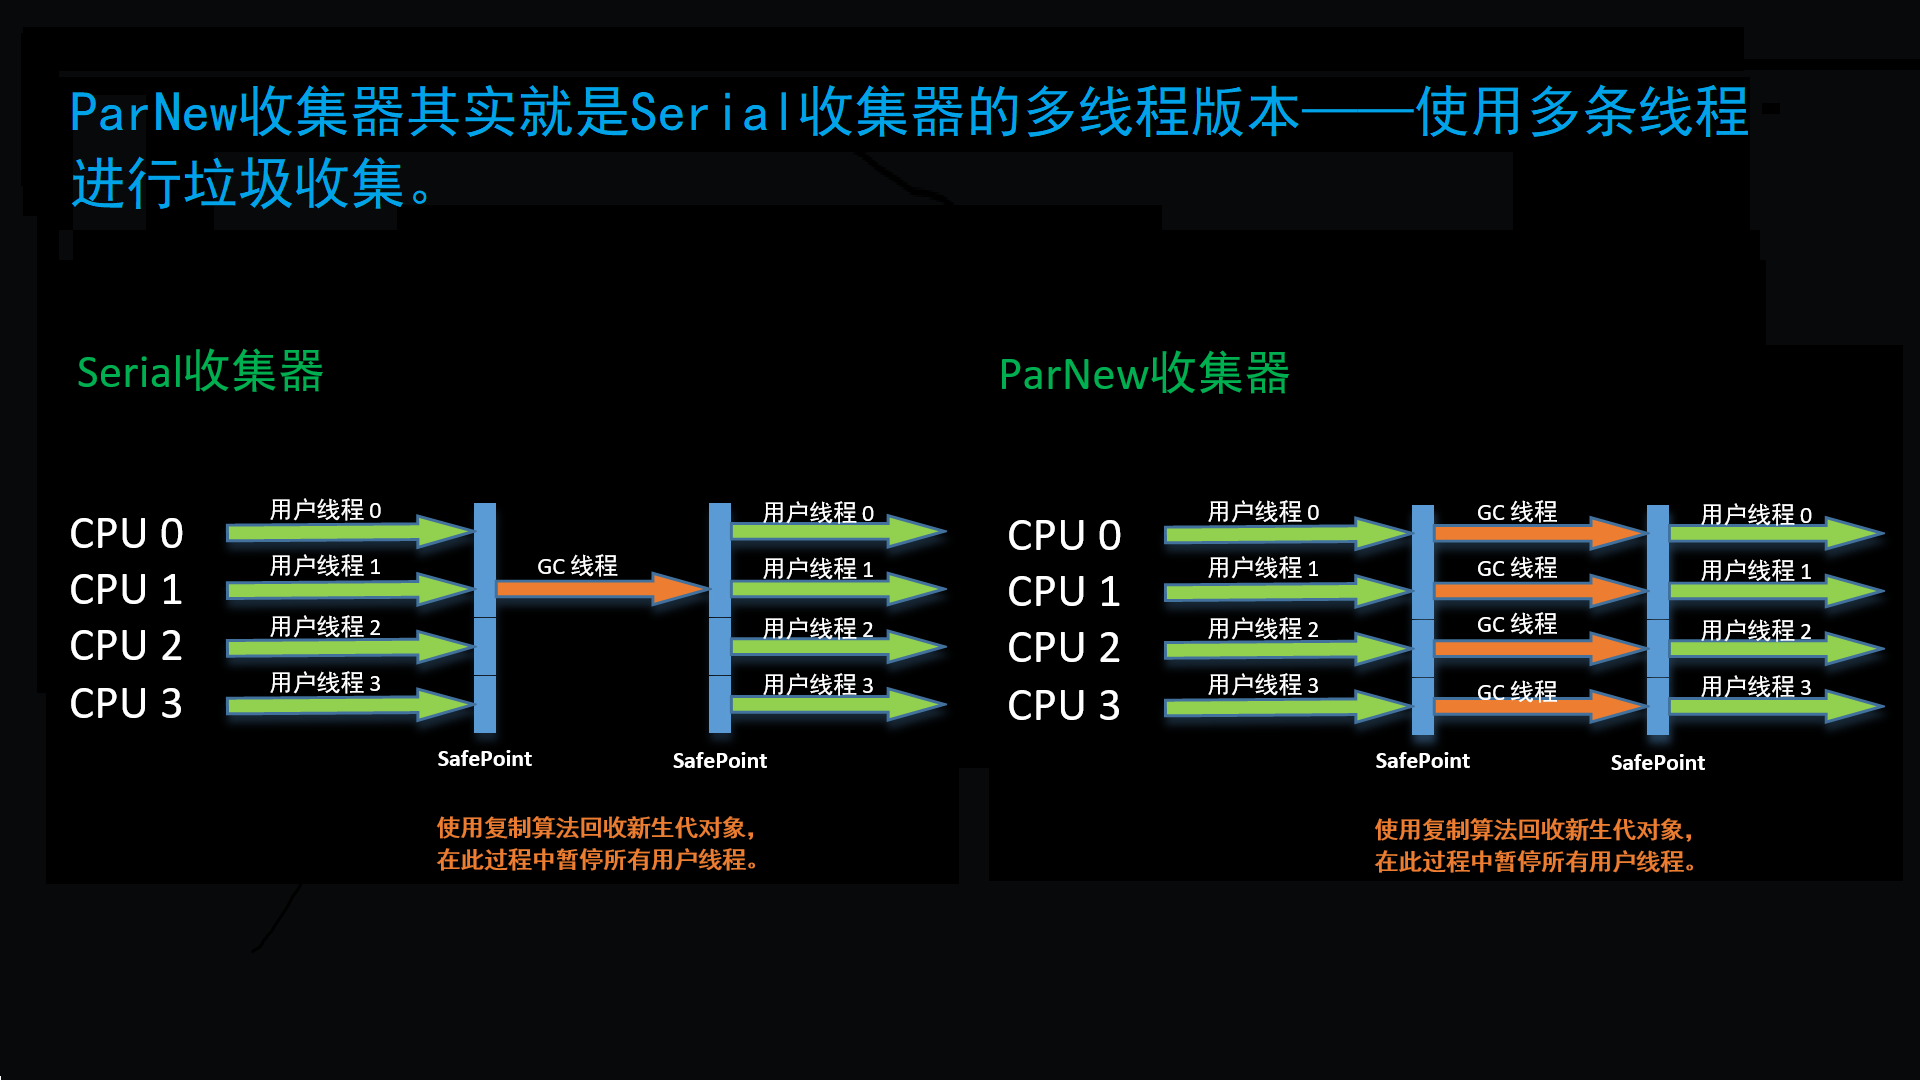 ParNew收集器其实就是Serial收集器的多线程版本——使用多条线程
进行垃圾收集。
Serial收集器
CPU 0
用户线程 0
用户线程 0
CPU 1
用户线程 1
GC 线程
用户线程 1
CPU 2
用户线程 2
用户线程 2
CPU 3
用户线程 3
用户线程 3
SafePoint
SafePoint
使用复制算法回收新生代对象，
在此过程中暂停所有用户线程。
ParNew收集器
CPU 0
用户线程 0
GC 线程
用户线程 0
CPU 1
用户线程 1
GC 线程
用户线程 1
CPU 2
用户线程 2
GC 线程
用户线程 2
CPU 3
用户线程 3
GC 线程
用户线程 3
SafePoint
SafePoint
使用复制算法回收新生代对象，
在此过程中暂停所有用户线程。